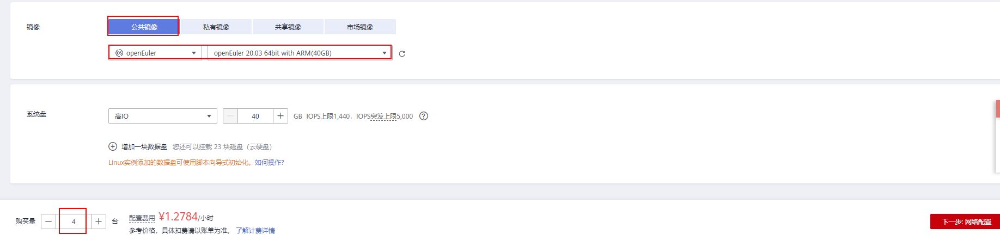 镜像 公共镜像 私有镜像 共享镜像 市场镜像
openEuler openEuler 20.03 64bit with ARM(40GB)
系统盘 高IO 40 GB IOPS上限1,440，IOPS突发上限5,000
增加一块数据盘 您还可以挂载 23 块磁盘（云硬盘）
Linux实例添加的数据盘可使用脚本向导式初始化。如何操作?
购买量 4 台 配置费用 ¥1.2784/小时 下一步: 网络配置
参考价格，具体扣费请以账单为准。 了解计费详情